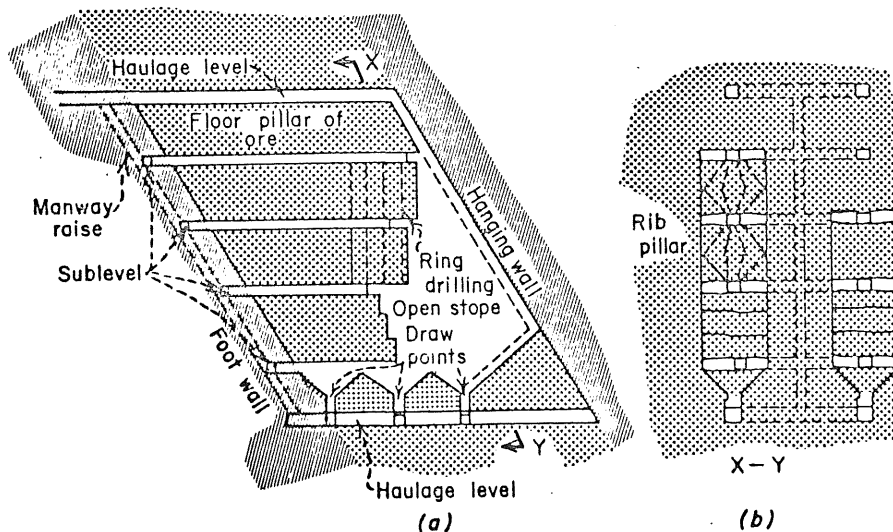 Haulage level
X
Floor pillar of
ore
Manway
raise
Sublevel
Hanging wall
Ring
drilling
Open stope
Draw
points
Foot wall
Y
Haulage level
(a)
Rib
pillar
X-Y
(b)